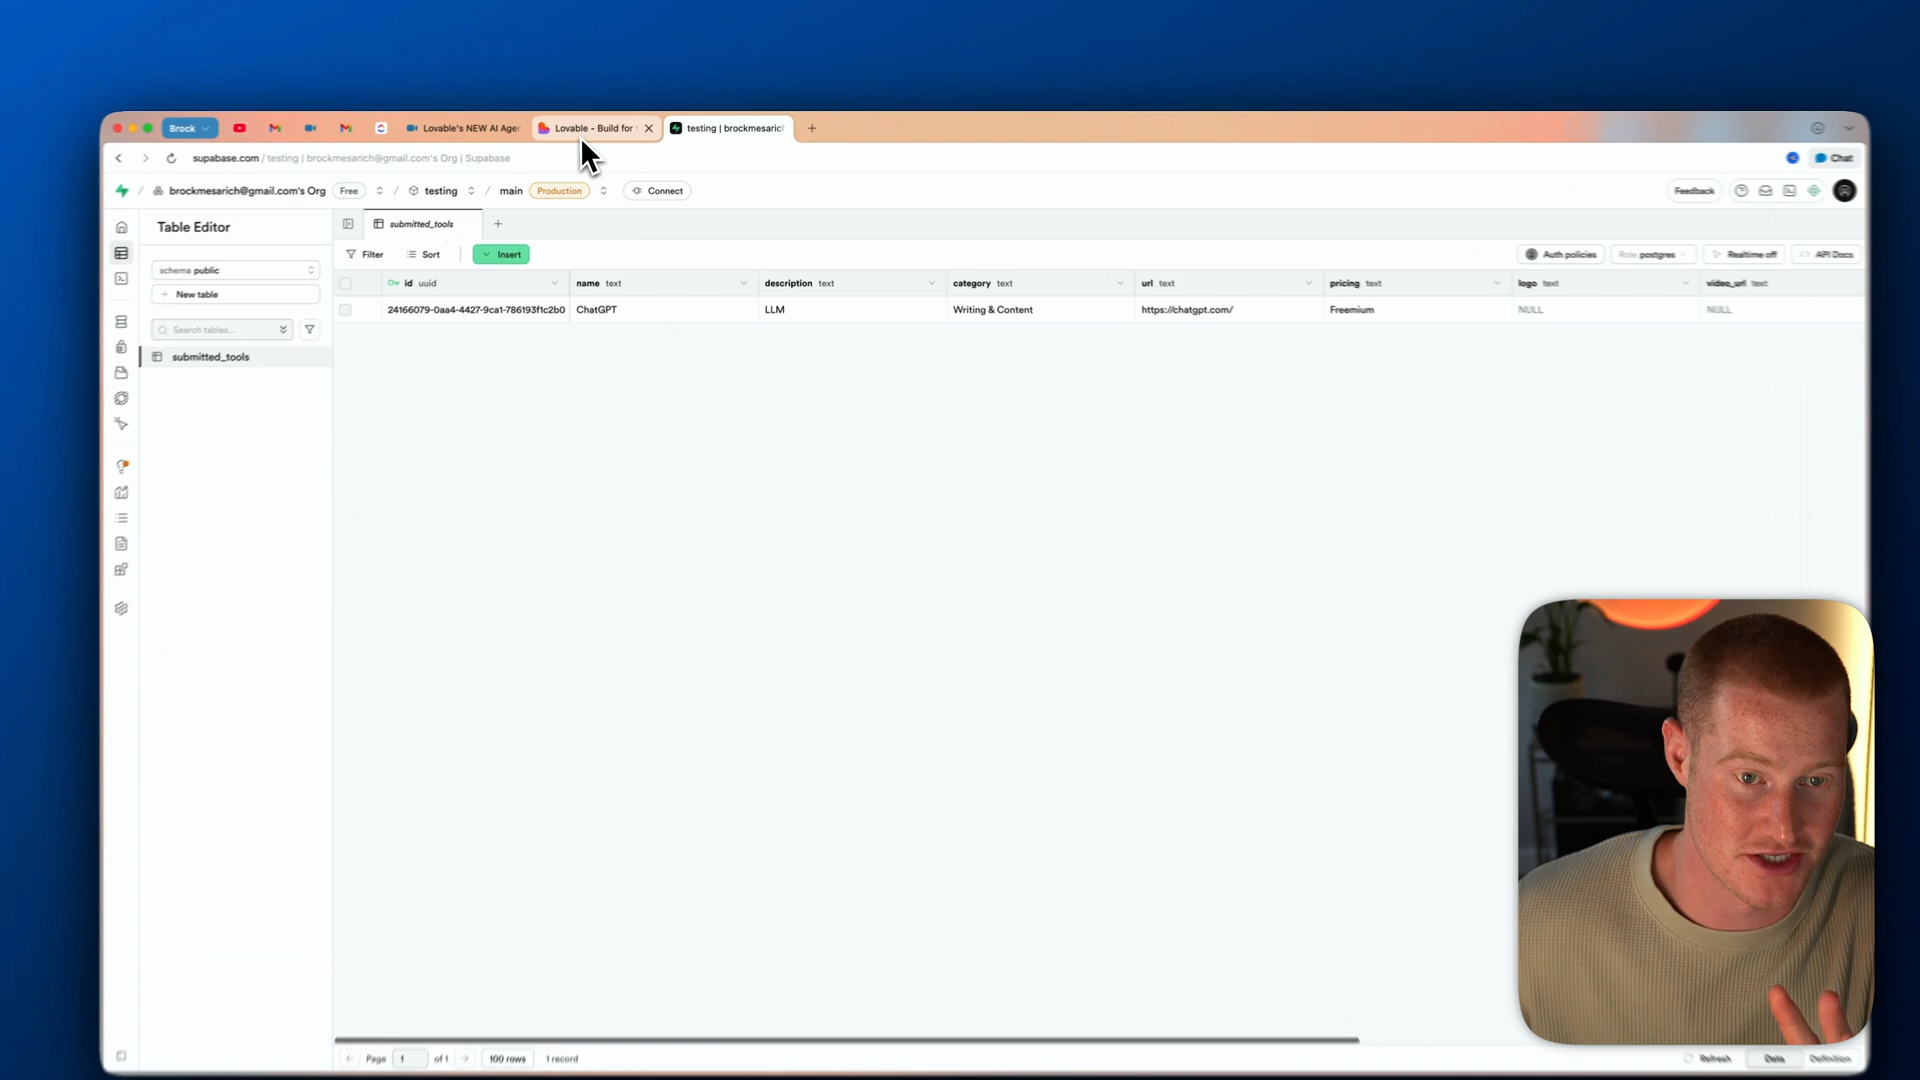 Brock
Lovable's NEW AI Age
Lovable - Build for
testing | brockmesaric
supabase.com / testing | brockmesarich@gmail.com's Org | Supabase
Chat
/ brockmesarich@gmail.com's Org Free / testing / main Production Connect
Feedback
Table Editor
submitted_tools
schema public
New table
Search tables...
submitted_tools
Filter Sort Insert
Auth policies Role postgres Realtime off API Docs
id uuid name text description text category text url text pricing text logo text video_url text
24166079-0aa4-4427-9ca1-786193f1c2b0 ChatGPT LLM Writing & Content https://chatgpt.com/ Freemium NULL NULL
Page 1 of 1 100 rows 1 record
Refresh Data Definition